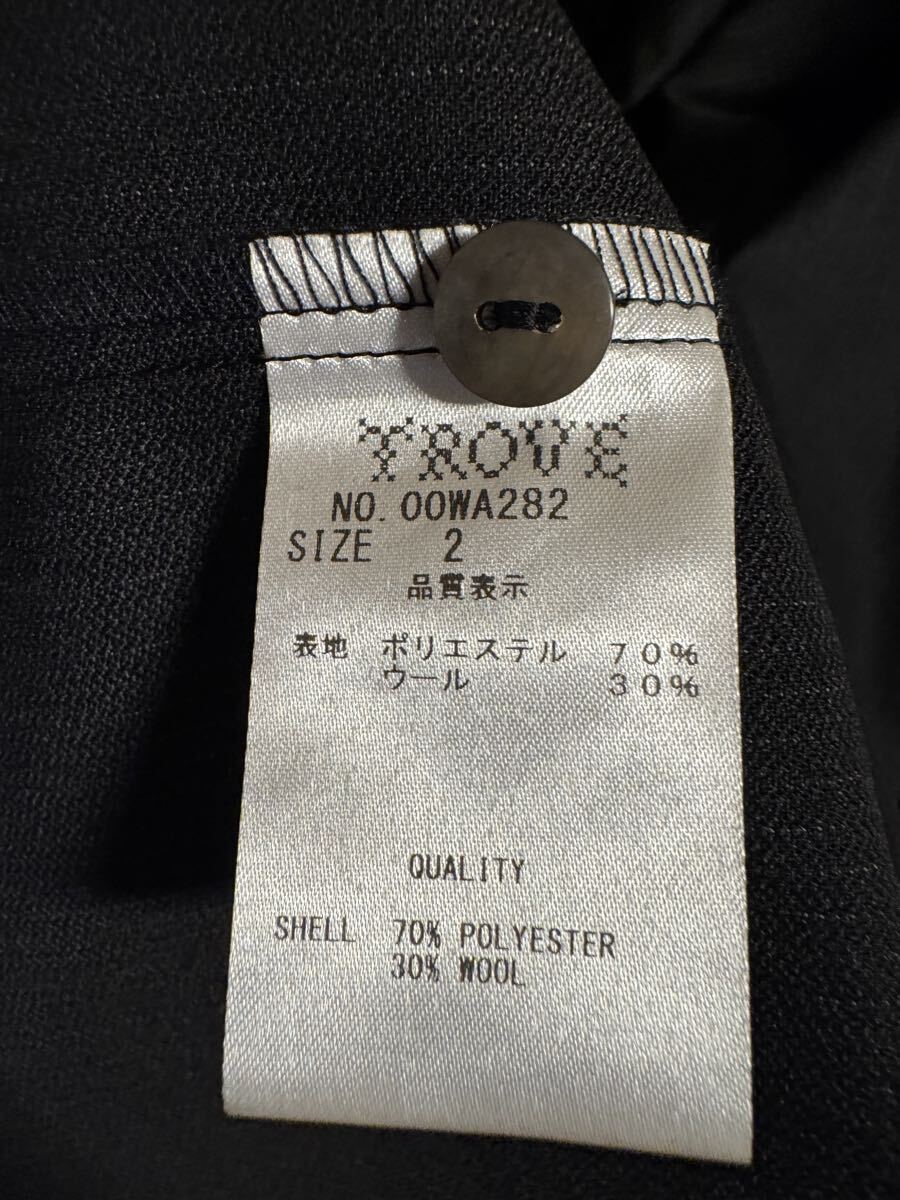 TROVE
NO. 00WA282
SIZE 2
品質表示
表地 ポリエステル 70%
ウール 30%
QUALITY
SHELL 70% POLYESTER
30% WOOL